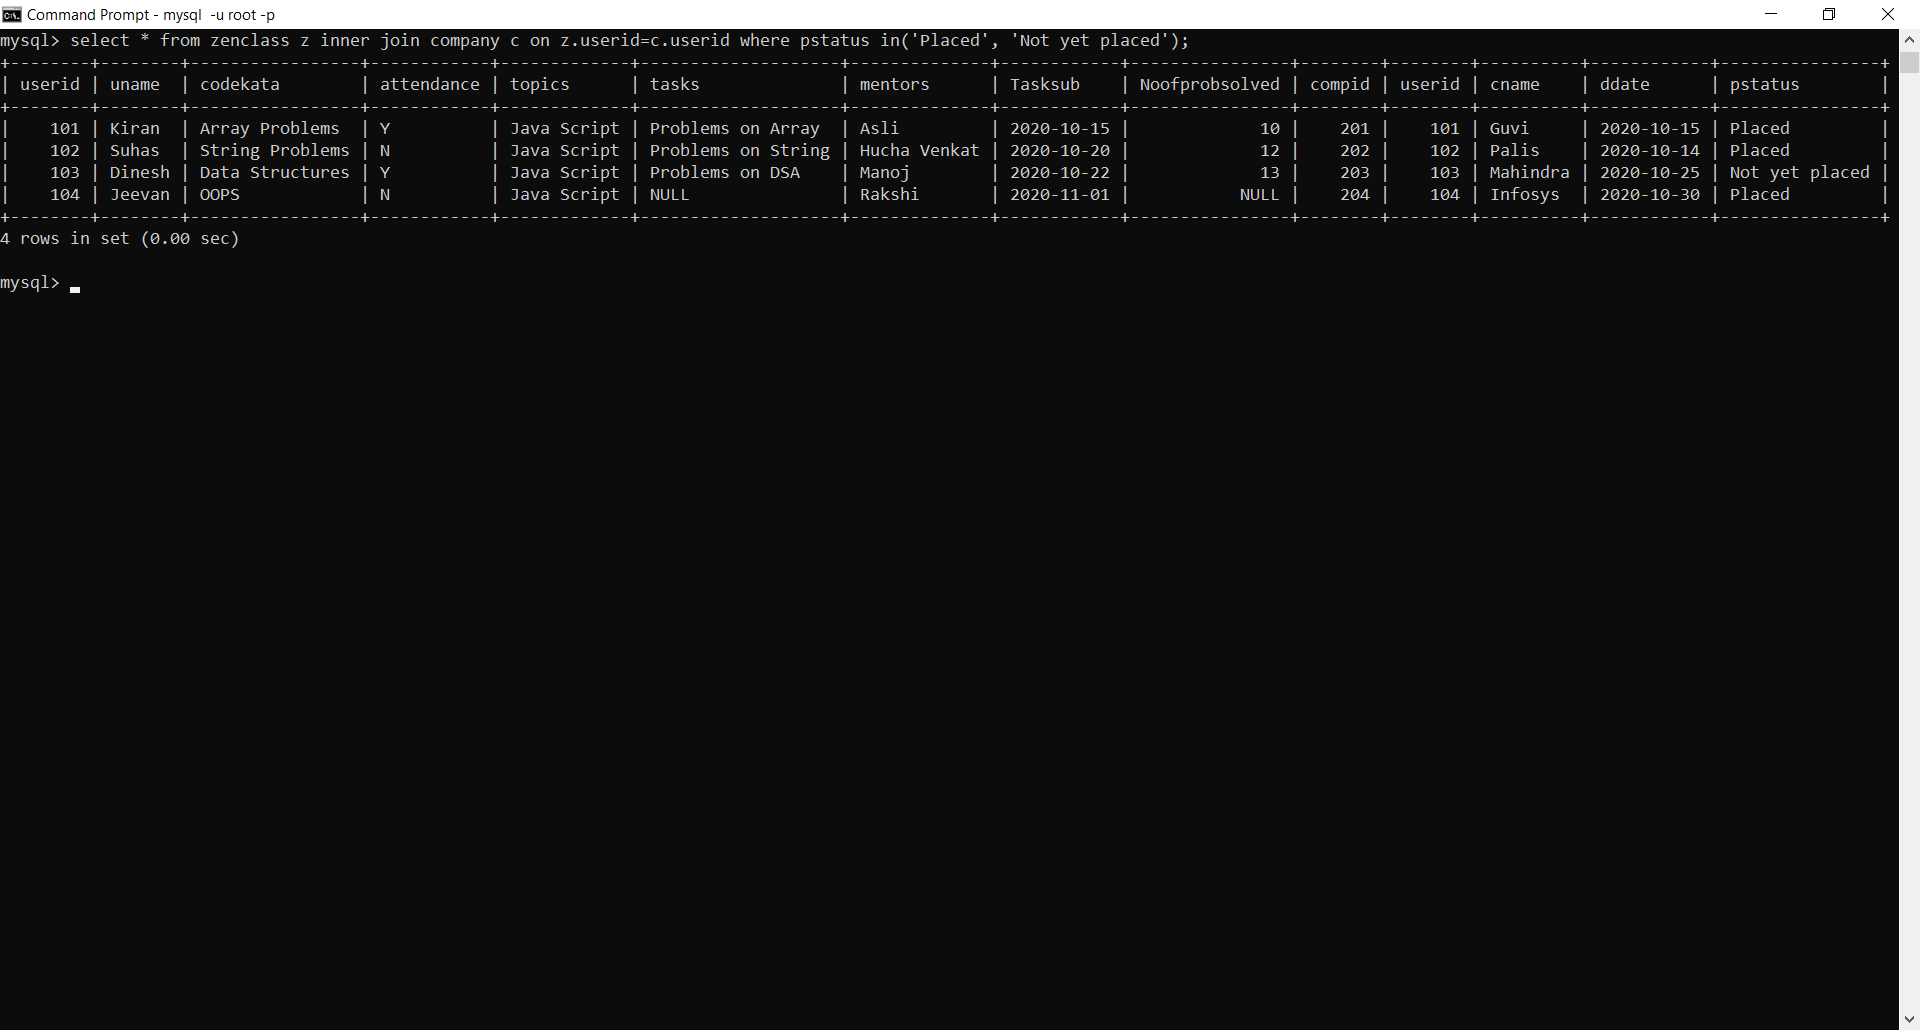 Command Prompt - mysql  -u root -p
mysql> select * from zenclass z inner join company c on z.userid=c.userid where pstatus in('Placed', 'Not yet placed');
+--------+--------+-----------------+------------+-------------+--------------------+--------------+------------+----------------+--------+--------+----------+------------+----------------+
| userid | uname  | codekata        | attendance | topics      | tasks              | mentors      | Tasksub    | Noofprobsolved | compid | userid | cname    | ddate      | pstatus        |
+--------+--------+-----------------+------------+-------------+--------------------+--------------+------------+----------------+--------+--------+----------+------------+----------------+
|    101 | Kiran  | Array Problems  | Y          | Java Script | Problems on Array  | Asli         | 2020-10-15 |             10 |    201 |    101 | Guvi     | 2020-10-15 | Placed         |
|    102 | Suhas  | String Problems | N          | Java Script | Problems on String | Hucha Venkat | 2020-10-20 |             12 |    202 |    102 | Palis    | 2020-10-14 | Placed         |
|    103 | Dinesh | Data Structures | Y          | Java Script | Problems on DSA    | Manoj        | 2020-10-22 |             13 |    203 |    103 | Mahindra | 2020-10-25 | Not yet placed |
|    104 | Jeevan | OOPS            | N          | Java Script | NULL               | Rakshi       | 2020-11-01 |           NULL |    204 |    104 | Infosys  | 2020-10-30 | Placed         |
+--------+--------+-----------------+------------+-------------+--------------------+--------------+------------+----------------+--------+--------+----------+------------+----------------+
4 rows in set (0.00 sec)
mysql>